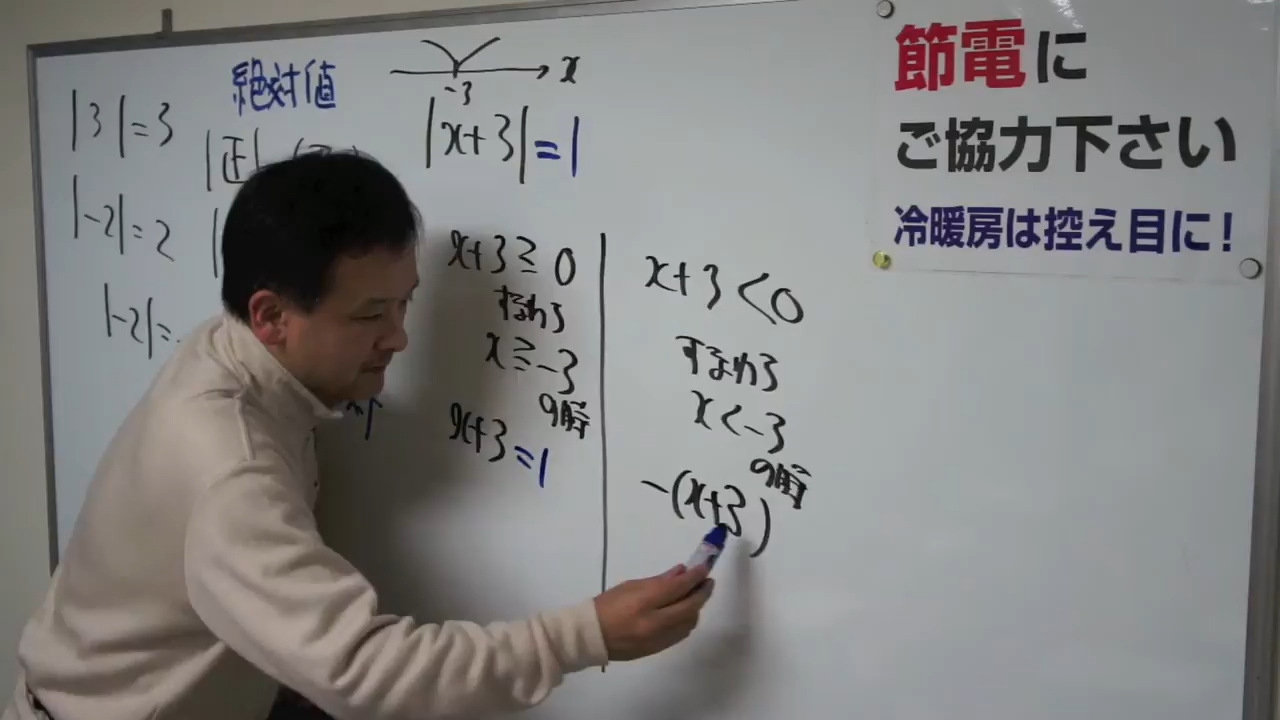 絶対値
|3|=3
|-2|=2
|-2|=
|正|
x
-3
|x+3|=1
x+3≧0
すなわち
x≧-3
の時
x+3=1
x+3<0
すなわち
x<-3
の時
-(x+3)
節電に
ご協力下さい
冷暖房は控え目に!